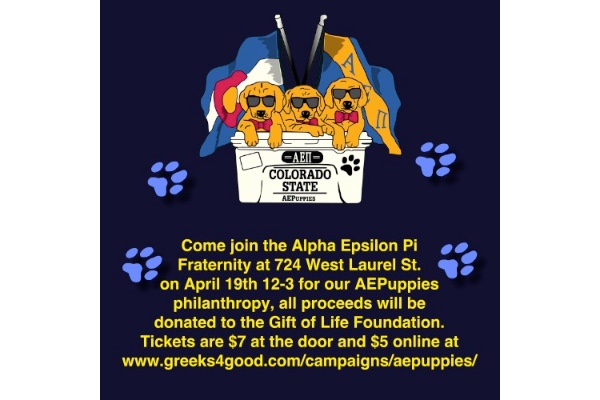 Α Ε Π
ΑΕΠ
COLORADO
STATE
AEPUPPIES
Come join the Alpha Epsilon Pi
Fraternity at 724 West Laurel St.
on April 19th 12-3 for our AEPuppies
philanthropy, all proceeds will be
donated to the Gift of Life Foundation.
Tickets are $7 at the door and $5 online at
www.greeks4good.com/campaigns/aepuppies/